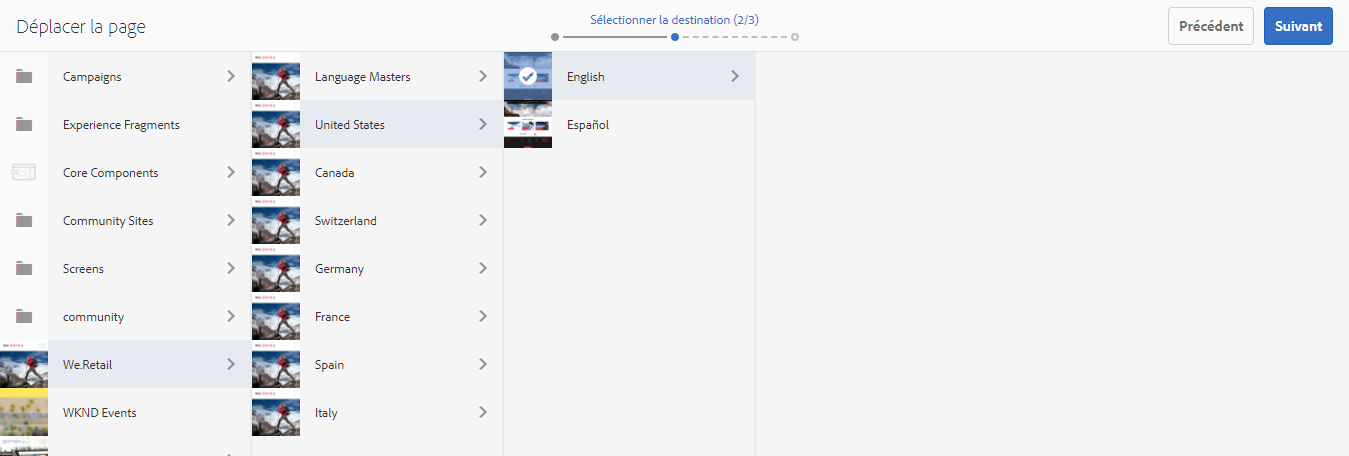 Déplacer la page
Sélectionner la destination (2/3)
Précédent
Suivant
Campaigns
Experience Fragments
Core Components
Community Sites
Screens
community
We.Retail
WKND Events
Language Masters
United States
Canada
Switzerland
Germany
France
Spain
Italy
English
Español